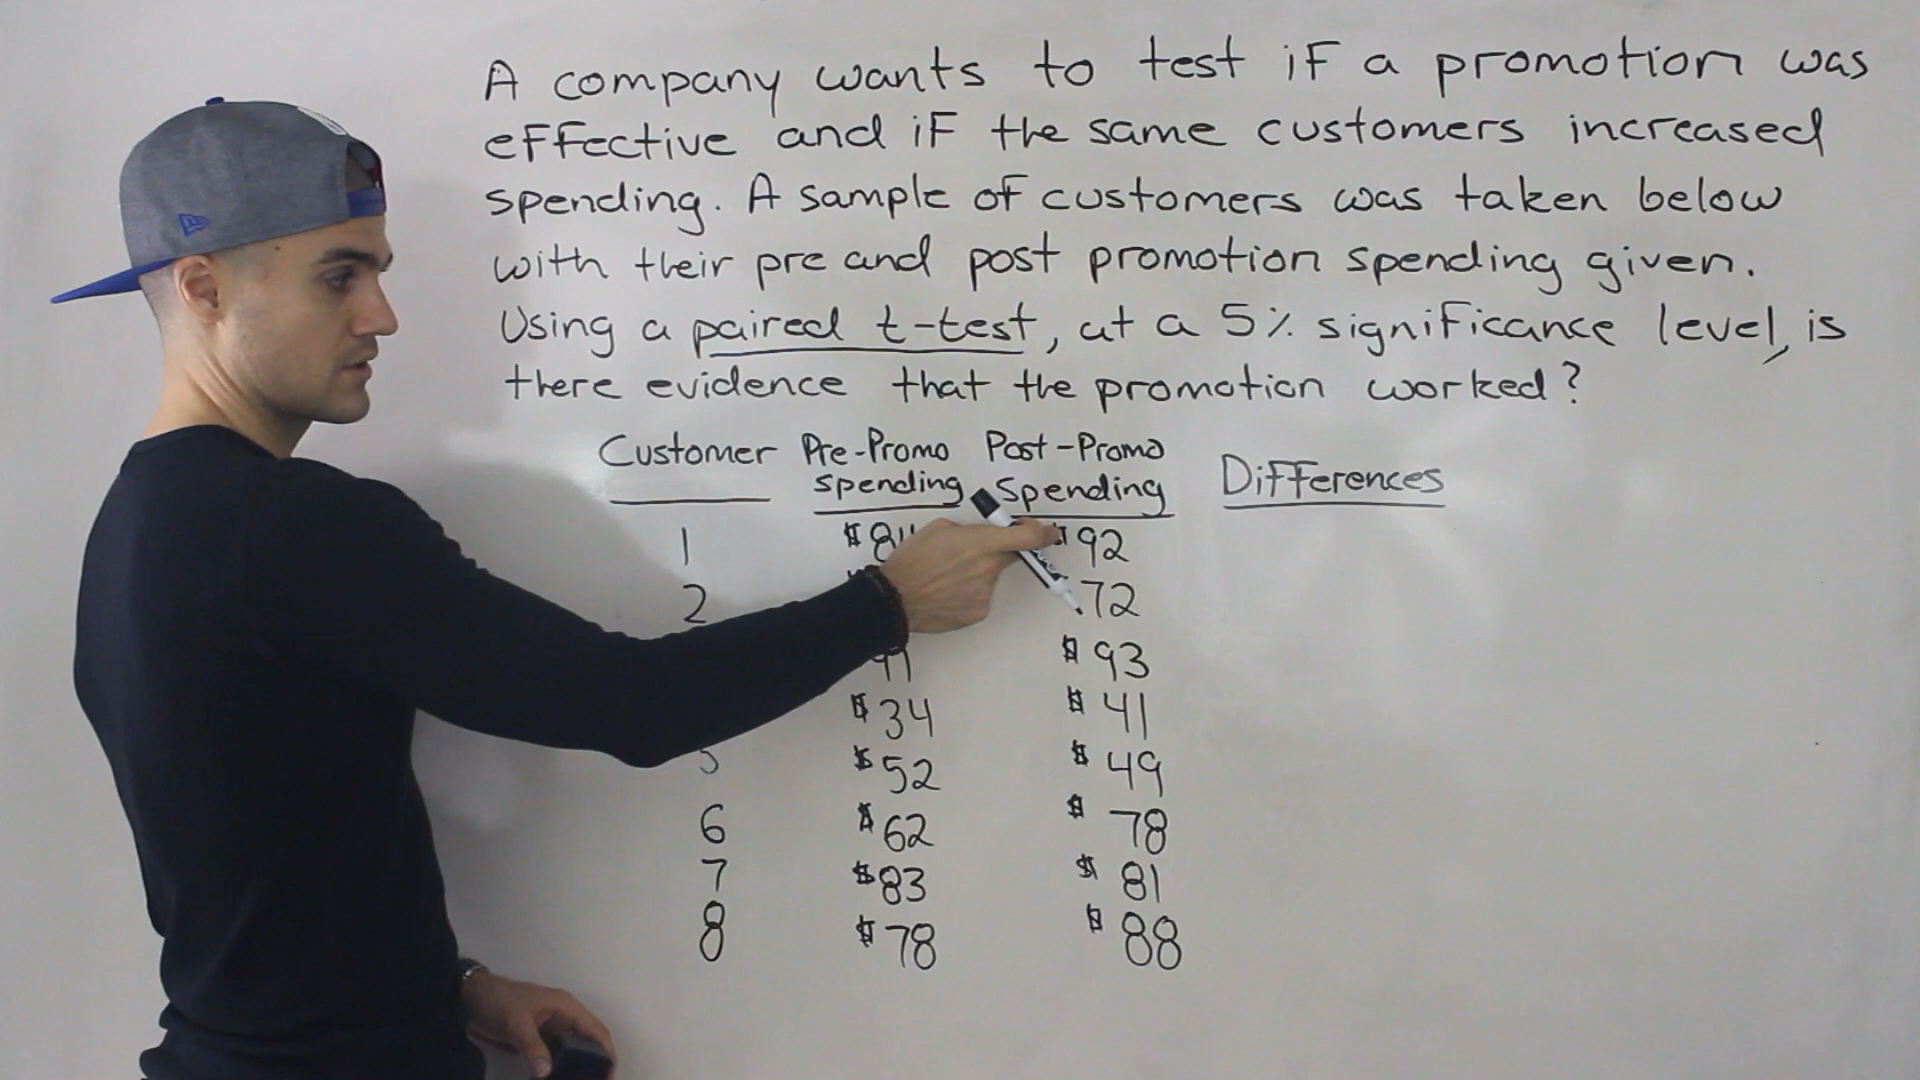 A company wants to test if a promotion was
effective and if the same customers increased
spending. A sample of customers was taken below
with their pre and post promotion spending given.
Using a paired t-test, at a 5% significance level, is
there evidence that the promotion worked?
Customer Pre-Promo Spending Post-Promo Spending Differences
1 $92
2 72
$93
$34 $41
$52 $49
6 $62 $78
7 $83 $81
8 $78 $88